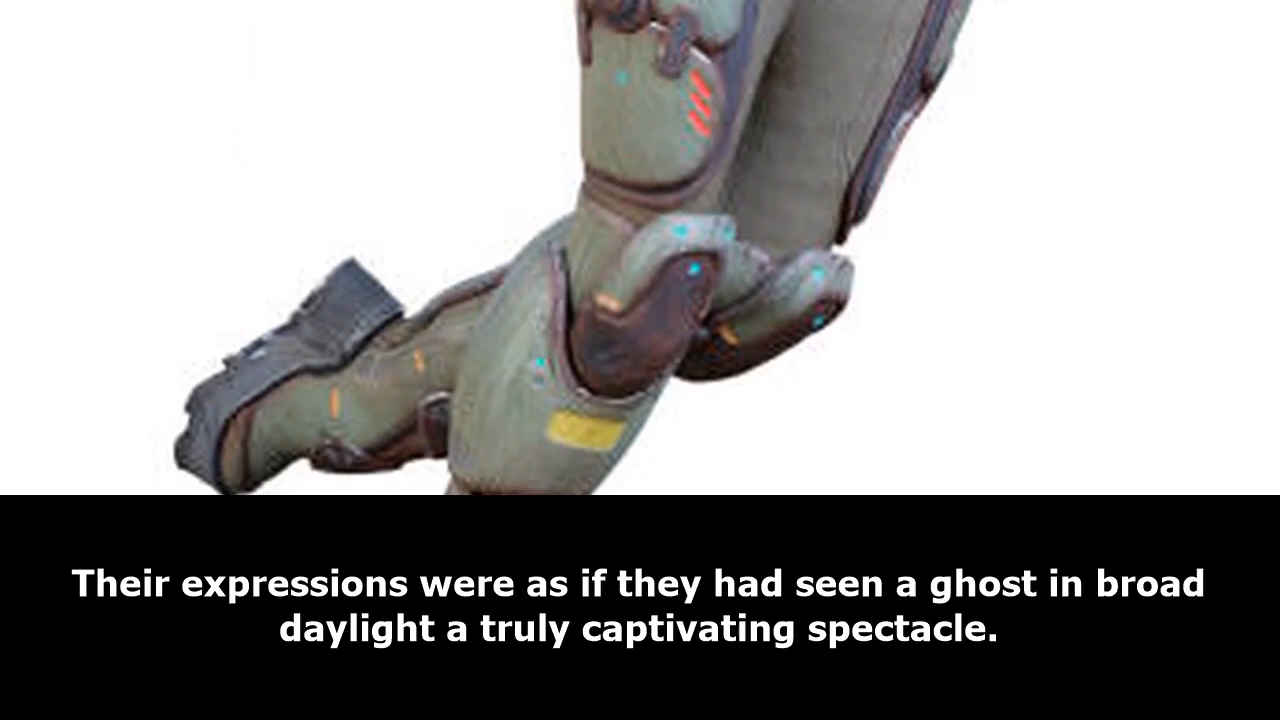 Their expressions were as if they had seen a ghost in broad
daylight a truly captivating spectacle.